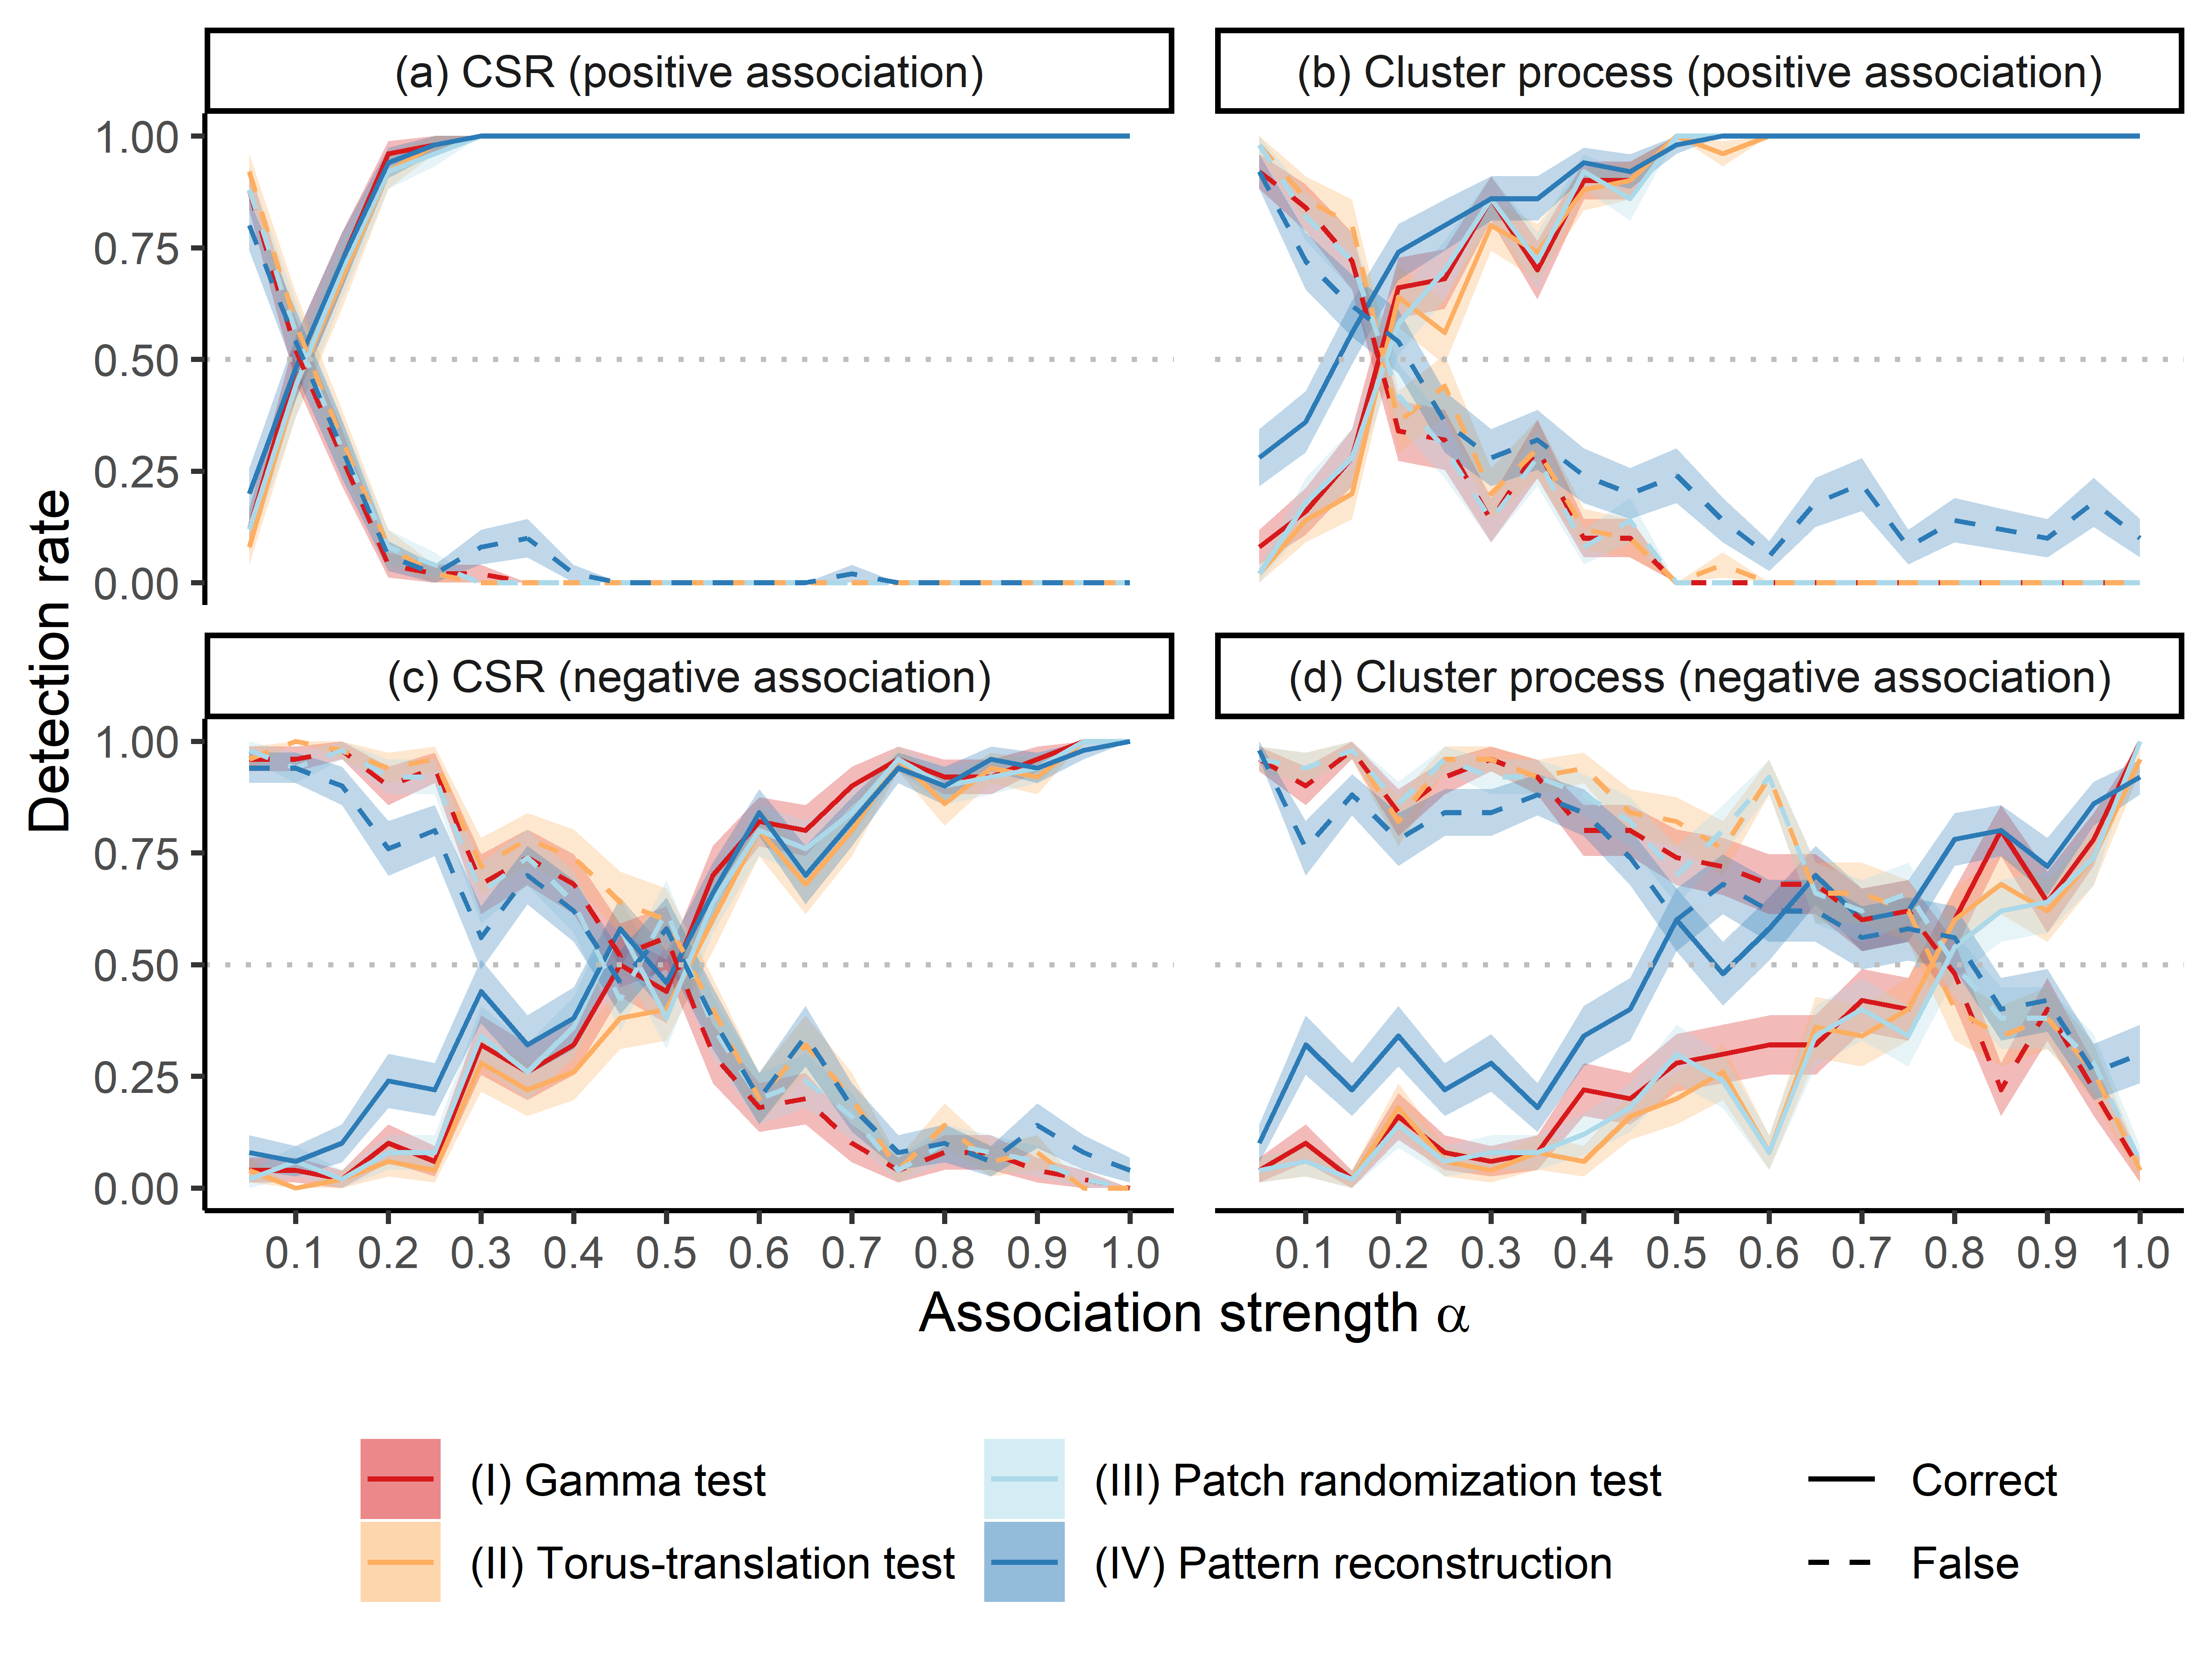 (a) CSR (positive association)
(b) Cluster process (positive association)
1.00
0.75
0.50
0.25
0.00
Detection rate
(c) CSR (negative association)
(d) Cluster process (negative association)
1.00
0.75
0.50
0.25
0.00
0.1 0.2 0.3 0.4 0.5 0.6 0.7 0.8 0.9 1.0
0.1 0.2 0.3 0.4 0.5 0.6 0.7 0.8 0.9 1.0
Association strength α
(I) Gamma test
(II) Torus-translation test
(III) Patch randomization test
(IV) Pattern reconstruction
Correct
False